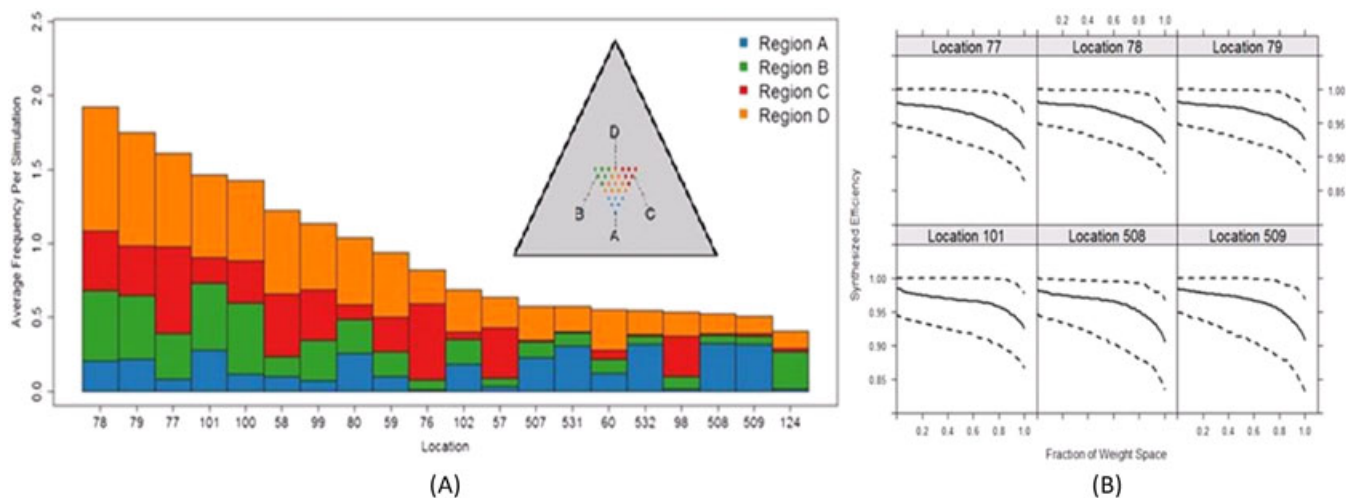 2.5
2.0
1.5
1.0
0.5
0.0
Average Frequency Per Simulation
Region A
Region B
Region C
Region D
D
B
C
A
78 79 77 101 100 58 99 80 59 76 102 57 507 531 60 532 98 508 509 124
Location
(A)
0.2 0.4 0.6 0.8 1.0
Location 77 Location 78 Location 79
1.00
0.95
0.90
0.85
Location 101 Location 508 Location 509
1.00
0.95
0.90
0.85
Synthesized Efficiency
0.2 0.4 0.6 0.8 1.0 0.2 0.4 0.6 0.8 1.0
Fraction of Weight Space
(B)